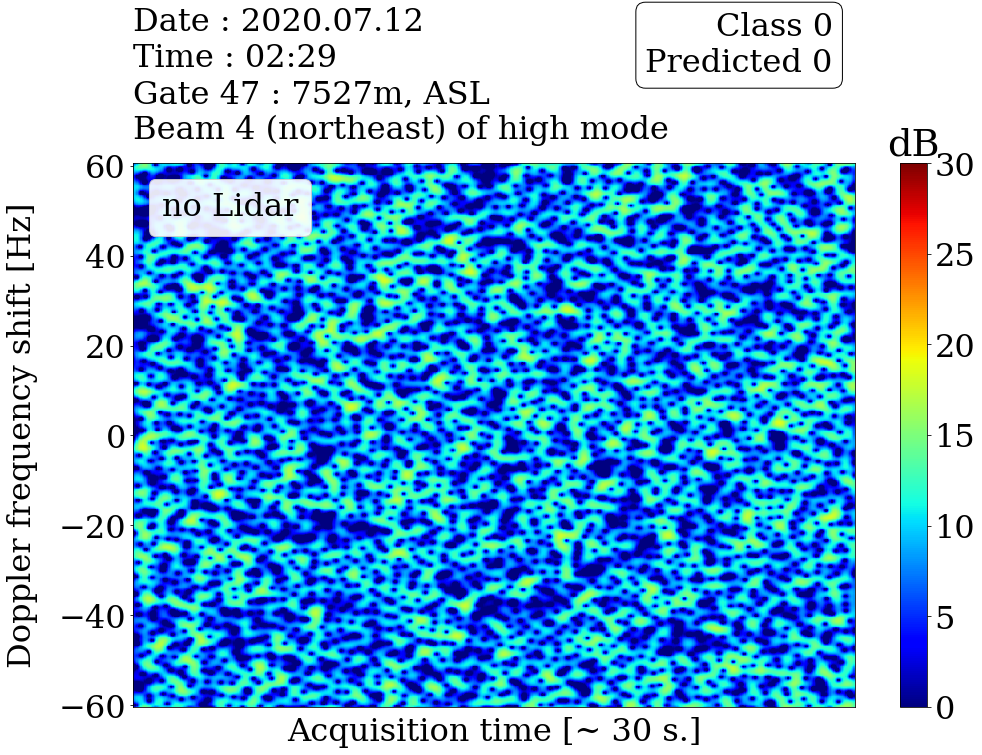 Date : 2020.07.12
Time : 02:29
Gate 47 : 7527m, ASL
Beam 4 (northeast) of high mode
Class 0
Predicted 0
dB
no Lidar
60
40
20
0
−20
−40
−60
Doppler frequency shift [Hz]
Acquisition time [~ 30 s.]
30
25
20
15
10
5
0